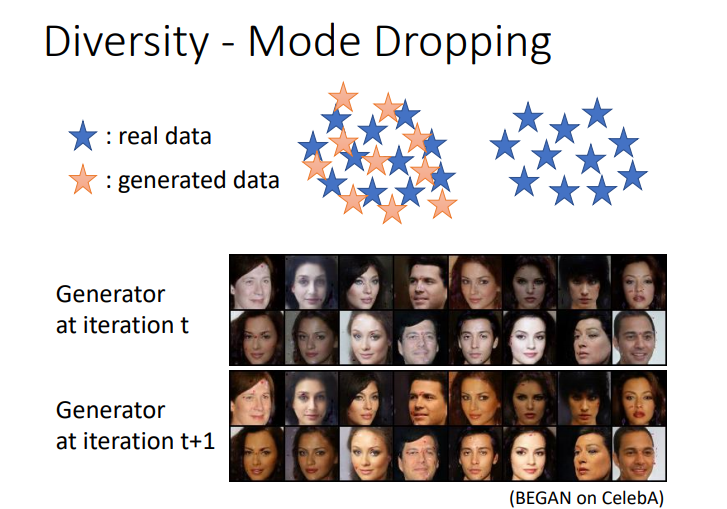 Diversity - Mode Dropping
: real data
: generated data
Generator
at iteration t
Generator
at iteration t+1
(BEGAN on CelebA)